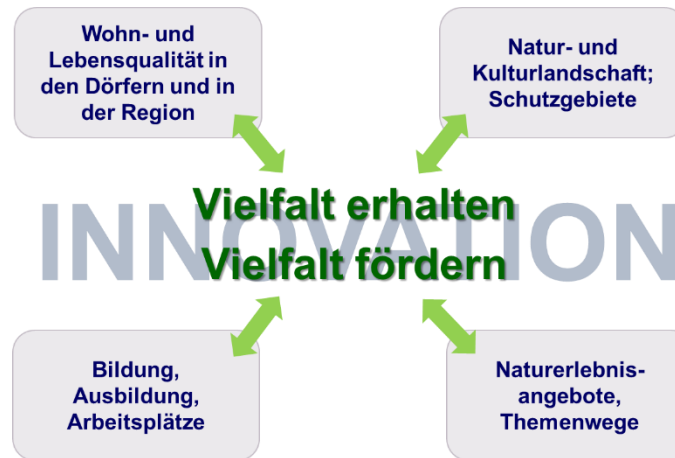 Wohn- und
Lebensqualität in
den Dörfern und in
der Region
Natur- und
Kulturlandschaft;
Schutzgebiete
INNOVATION
Vielfalt erhalten
Vielfalt fördern
Bildung,
Ausbildung,
Arbeitsplätze
Naturerlebnis-
angebote,
Themenwege